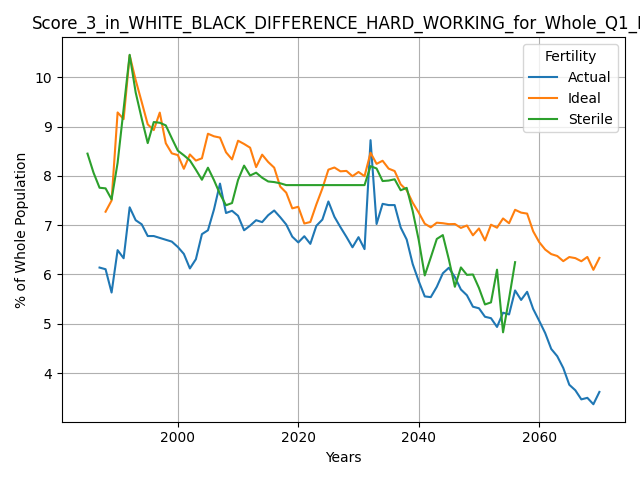 Score_3_in_WHITE_BLACK_DIFFERENCE_HARD_WORKING_for_Whole_Q1_
Fertility
Actual
Ideal
Sterile
% of Whole Population
10
9
8
7
6
5
4
2000
2020
2040
2060
Years